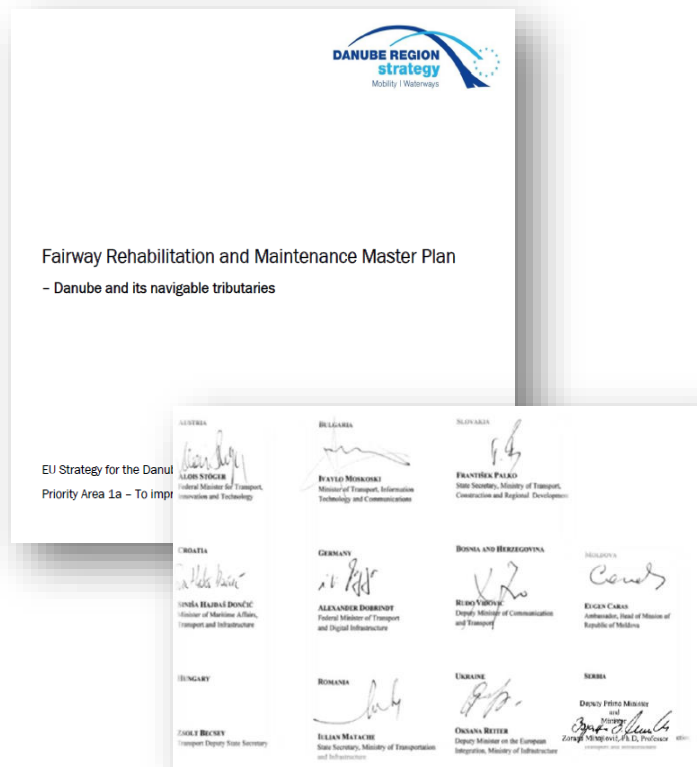 DANUBE REGION
strategy
Mobility | Waterways
Fairway Rehabilitation and Maintenance Master Plan
– Danube and its navigable tributaries
EU Strategy for the Danu
Priority Area 1a – To impr
AUSTRIA
ALOIS STÖGER
Federal Minister for Transport,
Innovation and Technology
BULGARIA
IVAYLO MOSKOSKI
Minister of Transport, Information
Technology and Communications
SLOVAKIA
FRANTIŠEK PALKO
State Secretary, Ministry of Transport,
Construction and Regional Development
CROATIA
SINIŠA HAJDAŠ DONČIĆ
Minister of Maritime Affairs,
Transport and Infrastructure
GERMANY
ALEXANDER DOBRINDT
Federal Minister of Transport
and Digital Infrastructure
BOSNIA AND HERZEGOVINA
Deputy Minister of Communication
and Transport
MOLDOVA
EUGEN CARAS
Ambassador, Head of Mission of
Republic of Moldova
HUNGARY
ZSOLT BECSEY
Transport Deputy State Secretary
ROMANIA
IULIAN MATACHE
State Secretary, Ministry of Transportation
and Infrastructure
UKRAINE
OKSANA REITER
Deputy Minister on the European
Integration, Ministry of Infrastructure
SERBIA
Deputy Prime Minister
and
Minister
Zorana Mihajlović, Ph.D, Professor